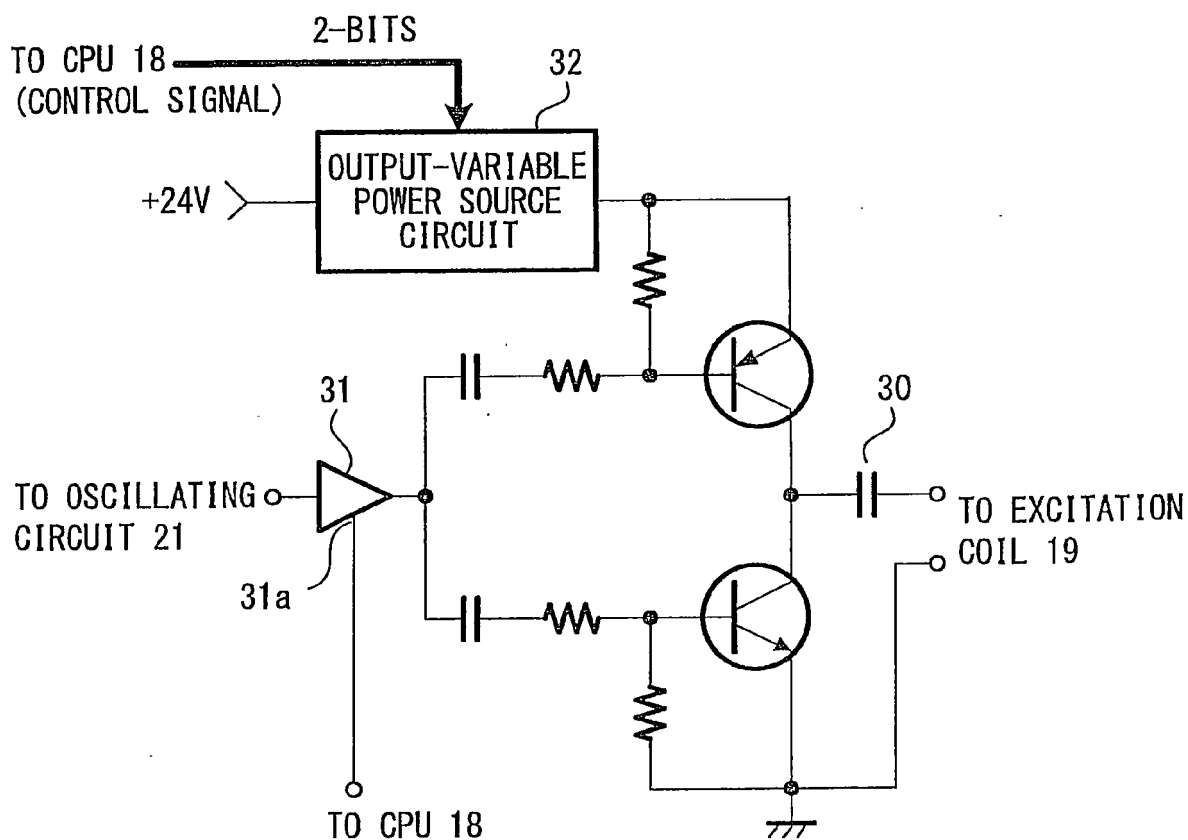 2-BITS
TO CPU 18
(CONTROL SIGNAL)
32
OUTPUT-VARIABLE
POWER SOURCE
CIRCUIT
+24V
31
30
TO OSCILLATING
CIRCUIT 21
TO EXCITATION
COIL 19
31a
TO CPU 18